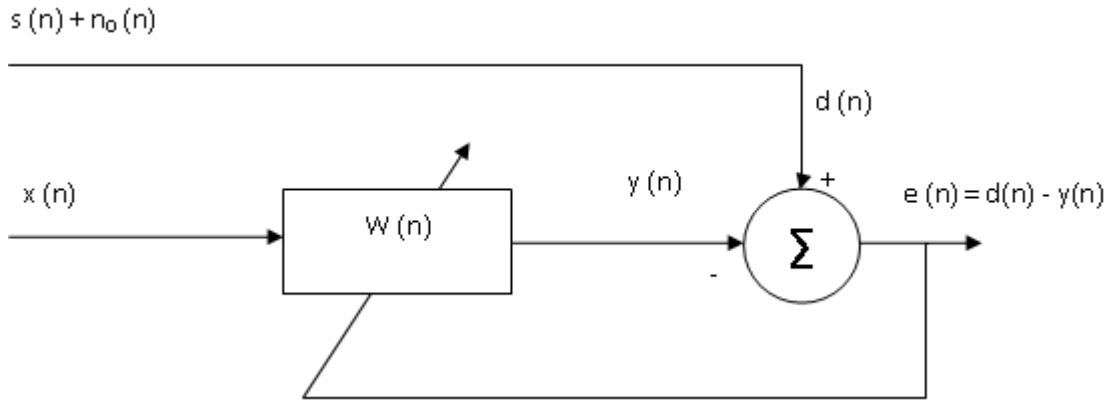 s (n) + n₀ (n)
d (n)
x (n)
W (n)
y (n)
+
-
Σ
e (n) = d(n) - y(n)